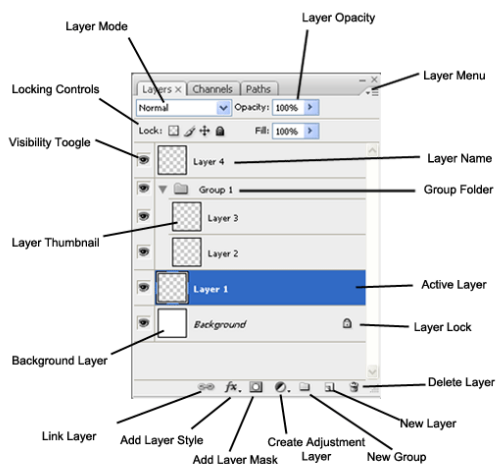 Layer Mode
Layer Opacity
Layer Menu
Locking Controls
Layers × Channels Paths
Normal Opacity: 100%
Lock: Fill: 100%
Visibility Toogle
Layer 4
Layer Name
Group 1
Group Folder
Layer 3
Layer Thumbnail
Layer 2
Layer 1
Active Layer
Background
Layer Lock
Background Layer
fx.
Delete Layer
Link Layer
Add Layer Style
Add Layer Mask
Create Adjustment
Layer
New Group
New Layer